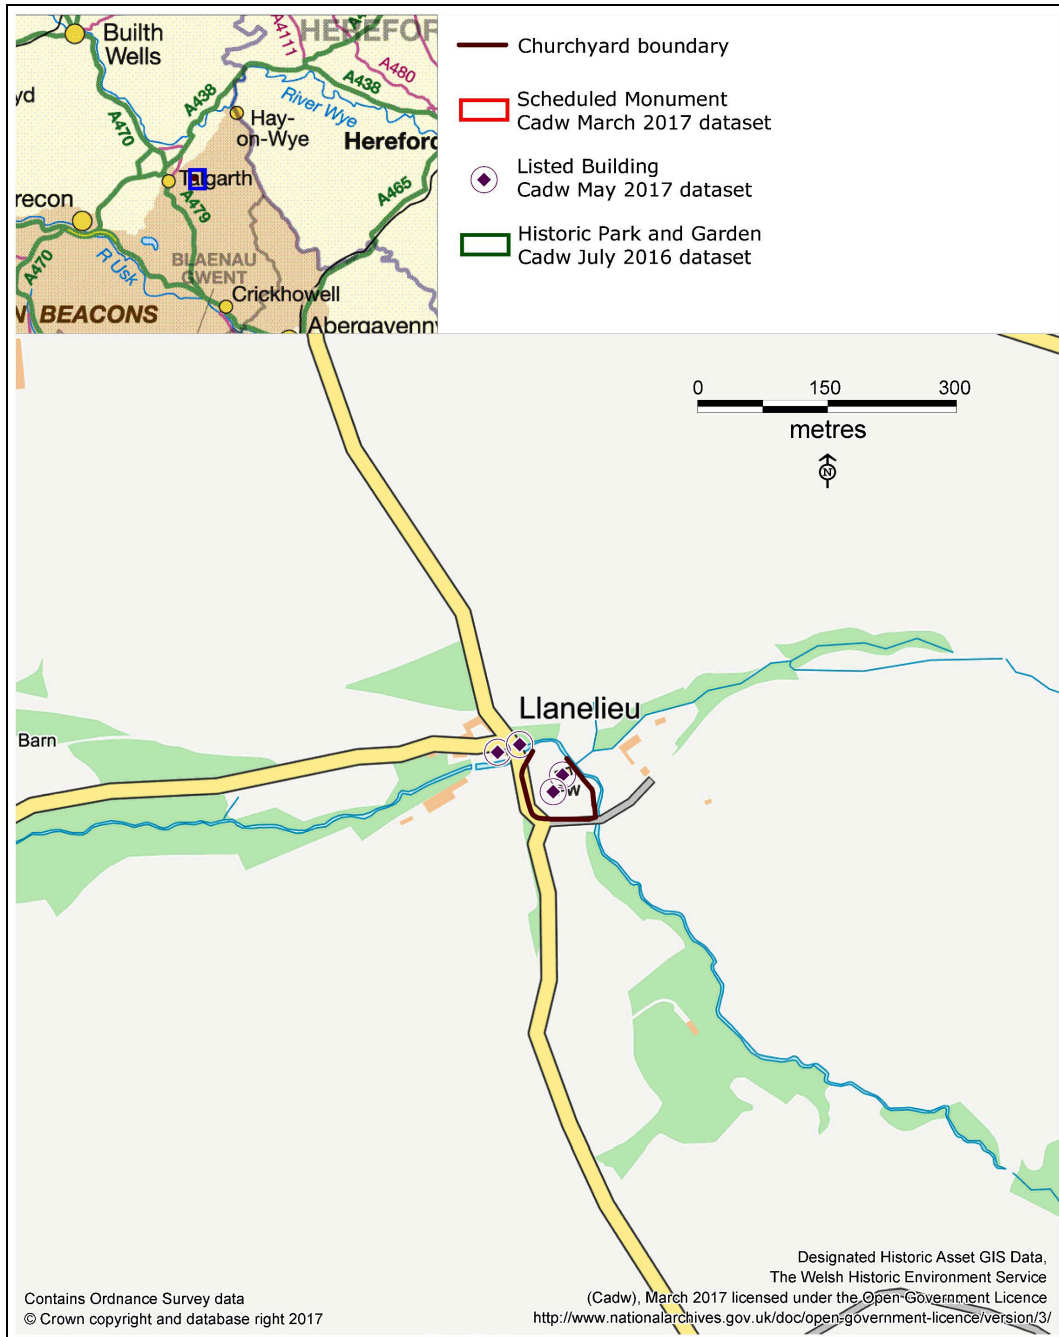 HEREFOR
A4111
A480
A438
A438
River Wye
Builth
Wells
yd
A470
Hay-
on-Wye
Hereford
Talgarth
A465
recon
A479
A470
R Usk
BLAENAU
GWENT
Crickhowell
N BEACONS
Abergavenny
Churchyard boundary
Scheduled Monument
Cadw March 2017 dataset
Listed Building
Cadw May 2017 dataset
Historic Park and Garden
Cadw July 2016 dataset
0 150 300
metres
N
Llanelieu
Barn
W
Designated Historic Asset GIS Data,
The Welsh Historic Environment Service
(Cadw), March 2017 licensed under the Open Government Licence
http://www.nationalarchives.gov.uk/doc/open-government-licence/version/3/
Contains Ordnance Survey data
© Crown copyright and database right 2017